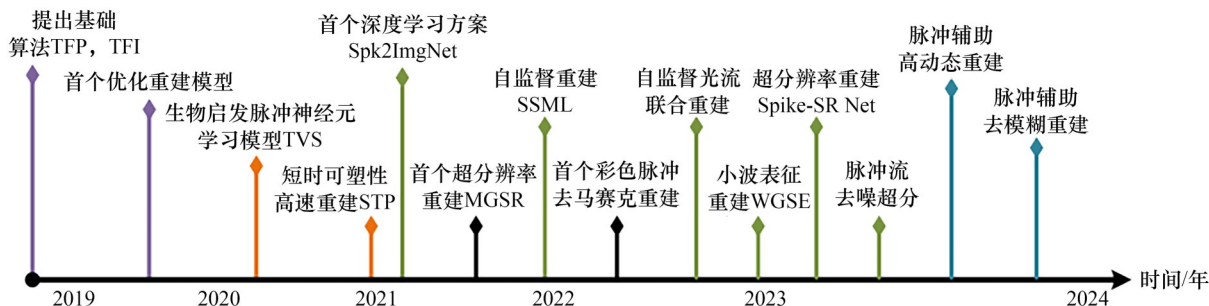 提出基础
算法TFP，TFI
首个优化重建模型
生物启发脉冲神经元
学习模型TVS
短时可塑性
高速重建STP
首个深度学习方案
Spk2ImgNet
首个超分辨率
重建MGSR
自监督重建
SSML
首个彩色脉冲
去马赛克重建
自监督光流
联合重建
小波表征
重建WGSE
超分辨率重建
Spike-SR Net
脉冲流
去噪超分
脉冲辅助
高动态重建
脉冲辅助
去模糊重建
2019
2020
2021
2022
2023
2024
时间/年